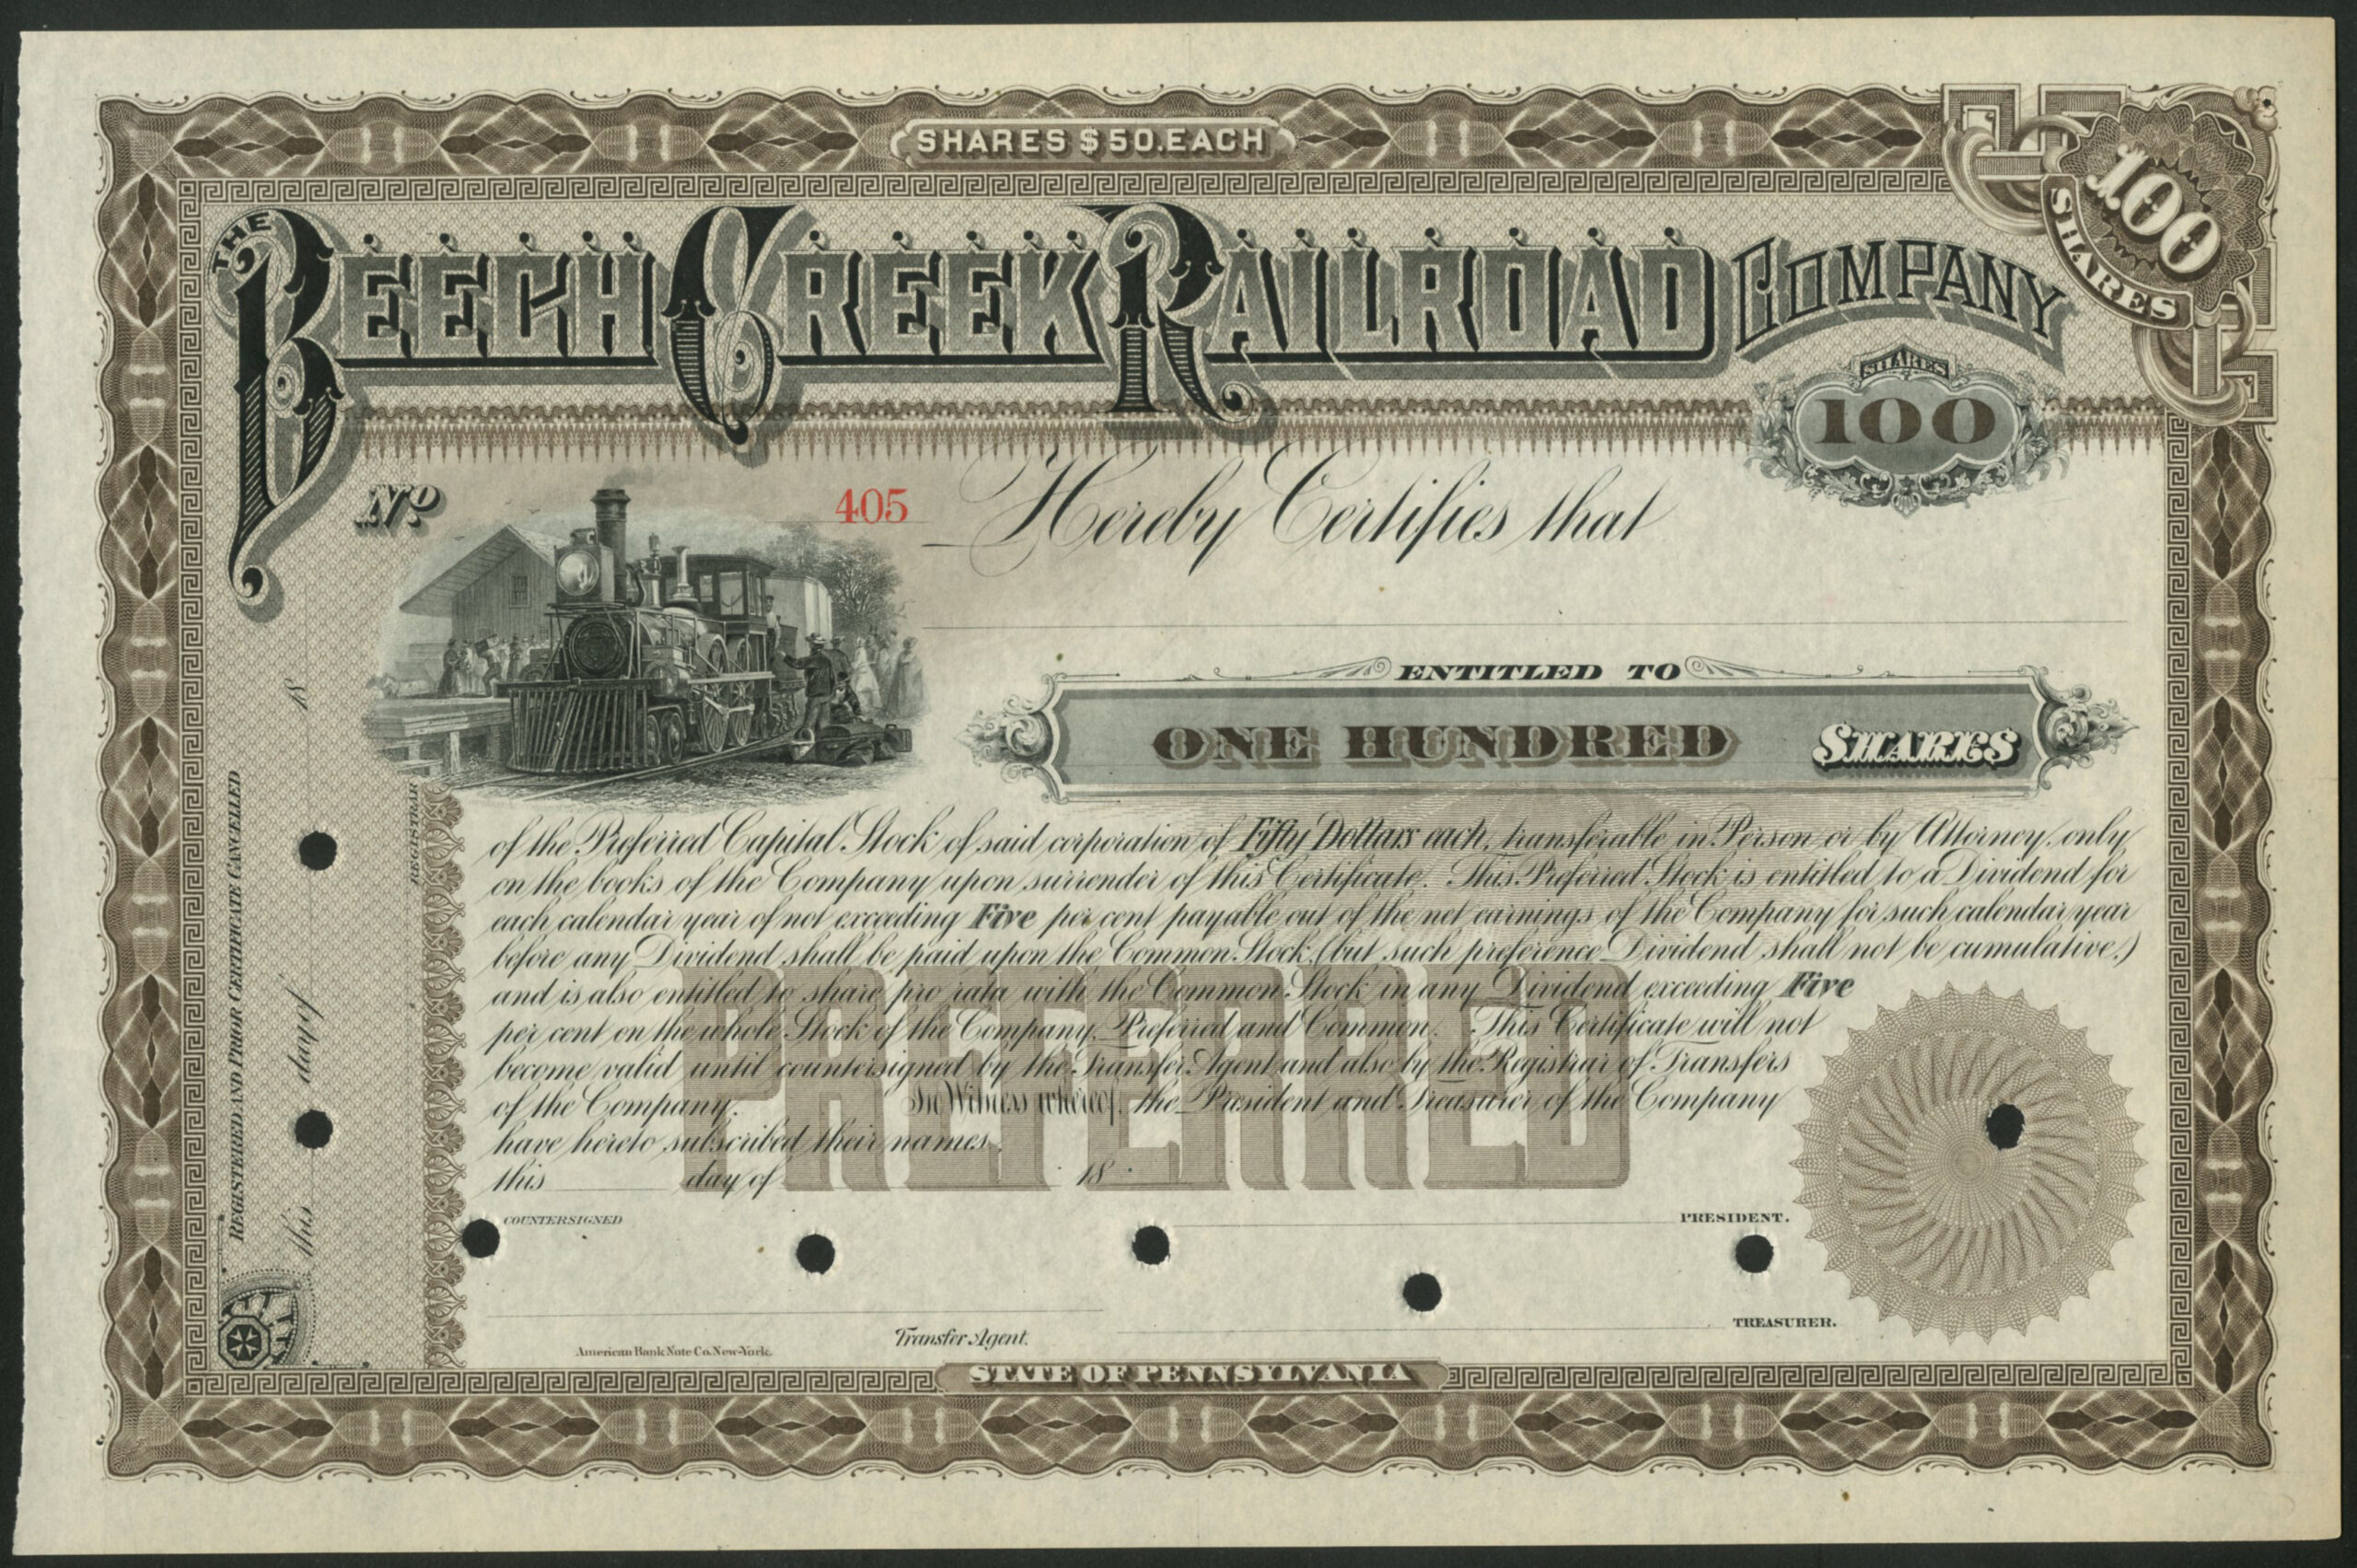 SHARES $50.EACH
100
SHARES
THE BEECH CREEK RAILROAD COMPANY
SHARES
100
No 405
Hereby Certifies that
ENTITLED TO
ONE HUNDRED SHARES
of the Preferred Capital Stock of said corporation of Fifty Dollars each, transferable in Person or by Attorney, only
on the books of the Company upon surrender of this Certificate. This Preferred Stock is entitled to a Dividend for
each calendar year of not exceeding Five per cent payable out of the net earnings of the Company for such calendar year
before any Dividend shall be paid upon the Common Stock, (but such preference Dividend shall not be cumulative,)
and is also entitled to share pro rata with the Common Stock in any Dividend exceeding Five
per cent on the whole Stock of the Company, Preferred and Common. This Certificate will not
become valid until countersigned by the Transfer Agent and also by the Registrar of Transfers
of the Company. In Witness whereof, the President and Treasurer of the Company
have hereto subscribed their names,
this day of 18
PREFERRED
COUNTERSIGNED
PRESIDENT.
Transfer Agent.
TREASURER.
American Bank Note Co. New-York.
STATE OF PENNSYLVANIA
REGISTERED AND PRIOR CERTIFICATE CANCELLED
this day of 18
REGISTRAR